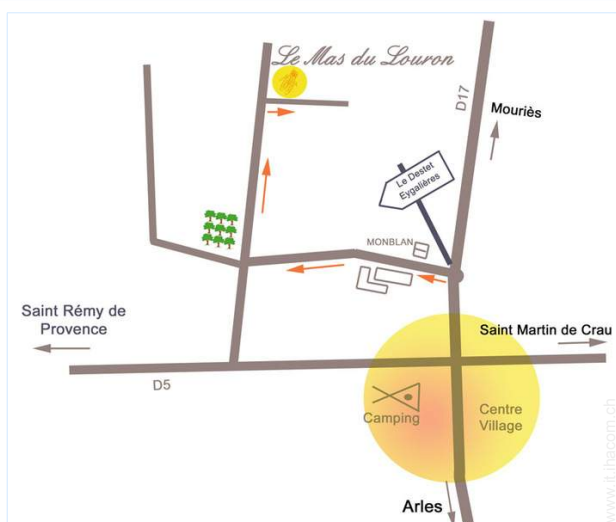 Le Mas du Louron
D17
Mouriès
Le Destet
Eygalières
MONBLAN
Saint Rémy de
Provence
Saint Martin de Crau
D5
Camping
Centre
Village
Arles
www.it.ihacom.ch